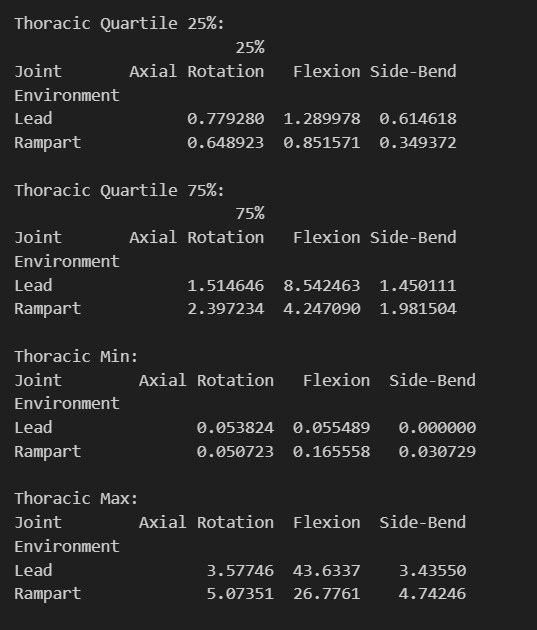 Thoracic Quartile 25%:
25%
Joint Axial Rotation Flexion Side-Bend
Environment
Lead 0.779280 1.289978 0.614618
Rampart 0.648923 0.851571 0.349372
Thoracic Quartile 75%:
75%
Joint Axial Rotation Flexion Side-Bend
Environment
Lead 1.514646 8.542463 1.450111
Rampart 2.397234 4.247090 1.981504
Thoracic Min:
Joint Axial Rotation Flexion Side-Bend
Environment
Lead 0.053824 0.055489 0.000000
Rampart 0.050723 0.165558 0.030729
Thoracic Max:
Joint Axial Rotation Flexion Side-Bend
Environment
Lead 3.57746 43.6337 3.43550
Rampart 5.07351 26.7761 4.74246